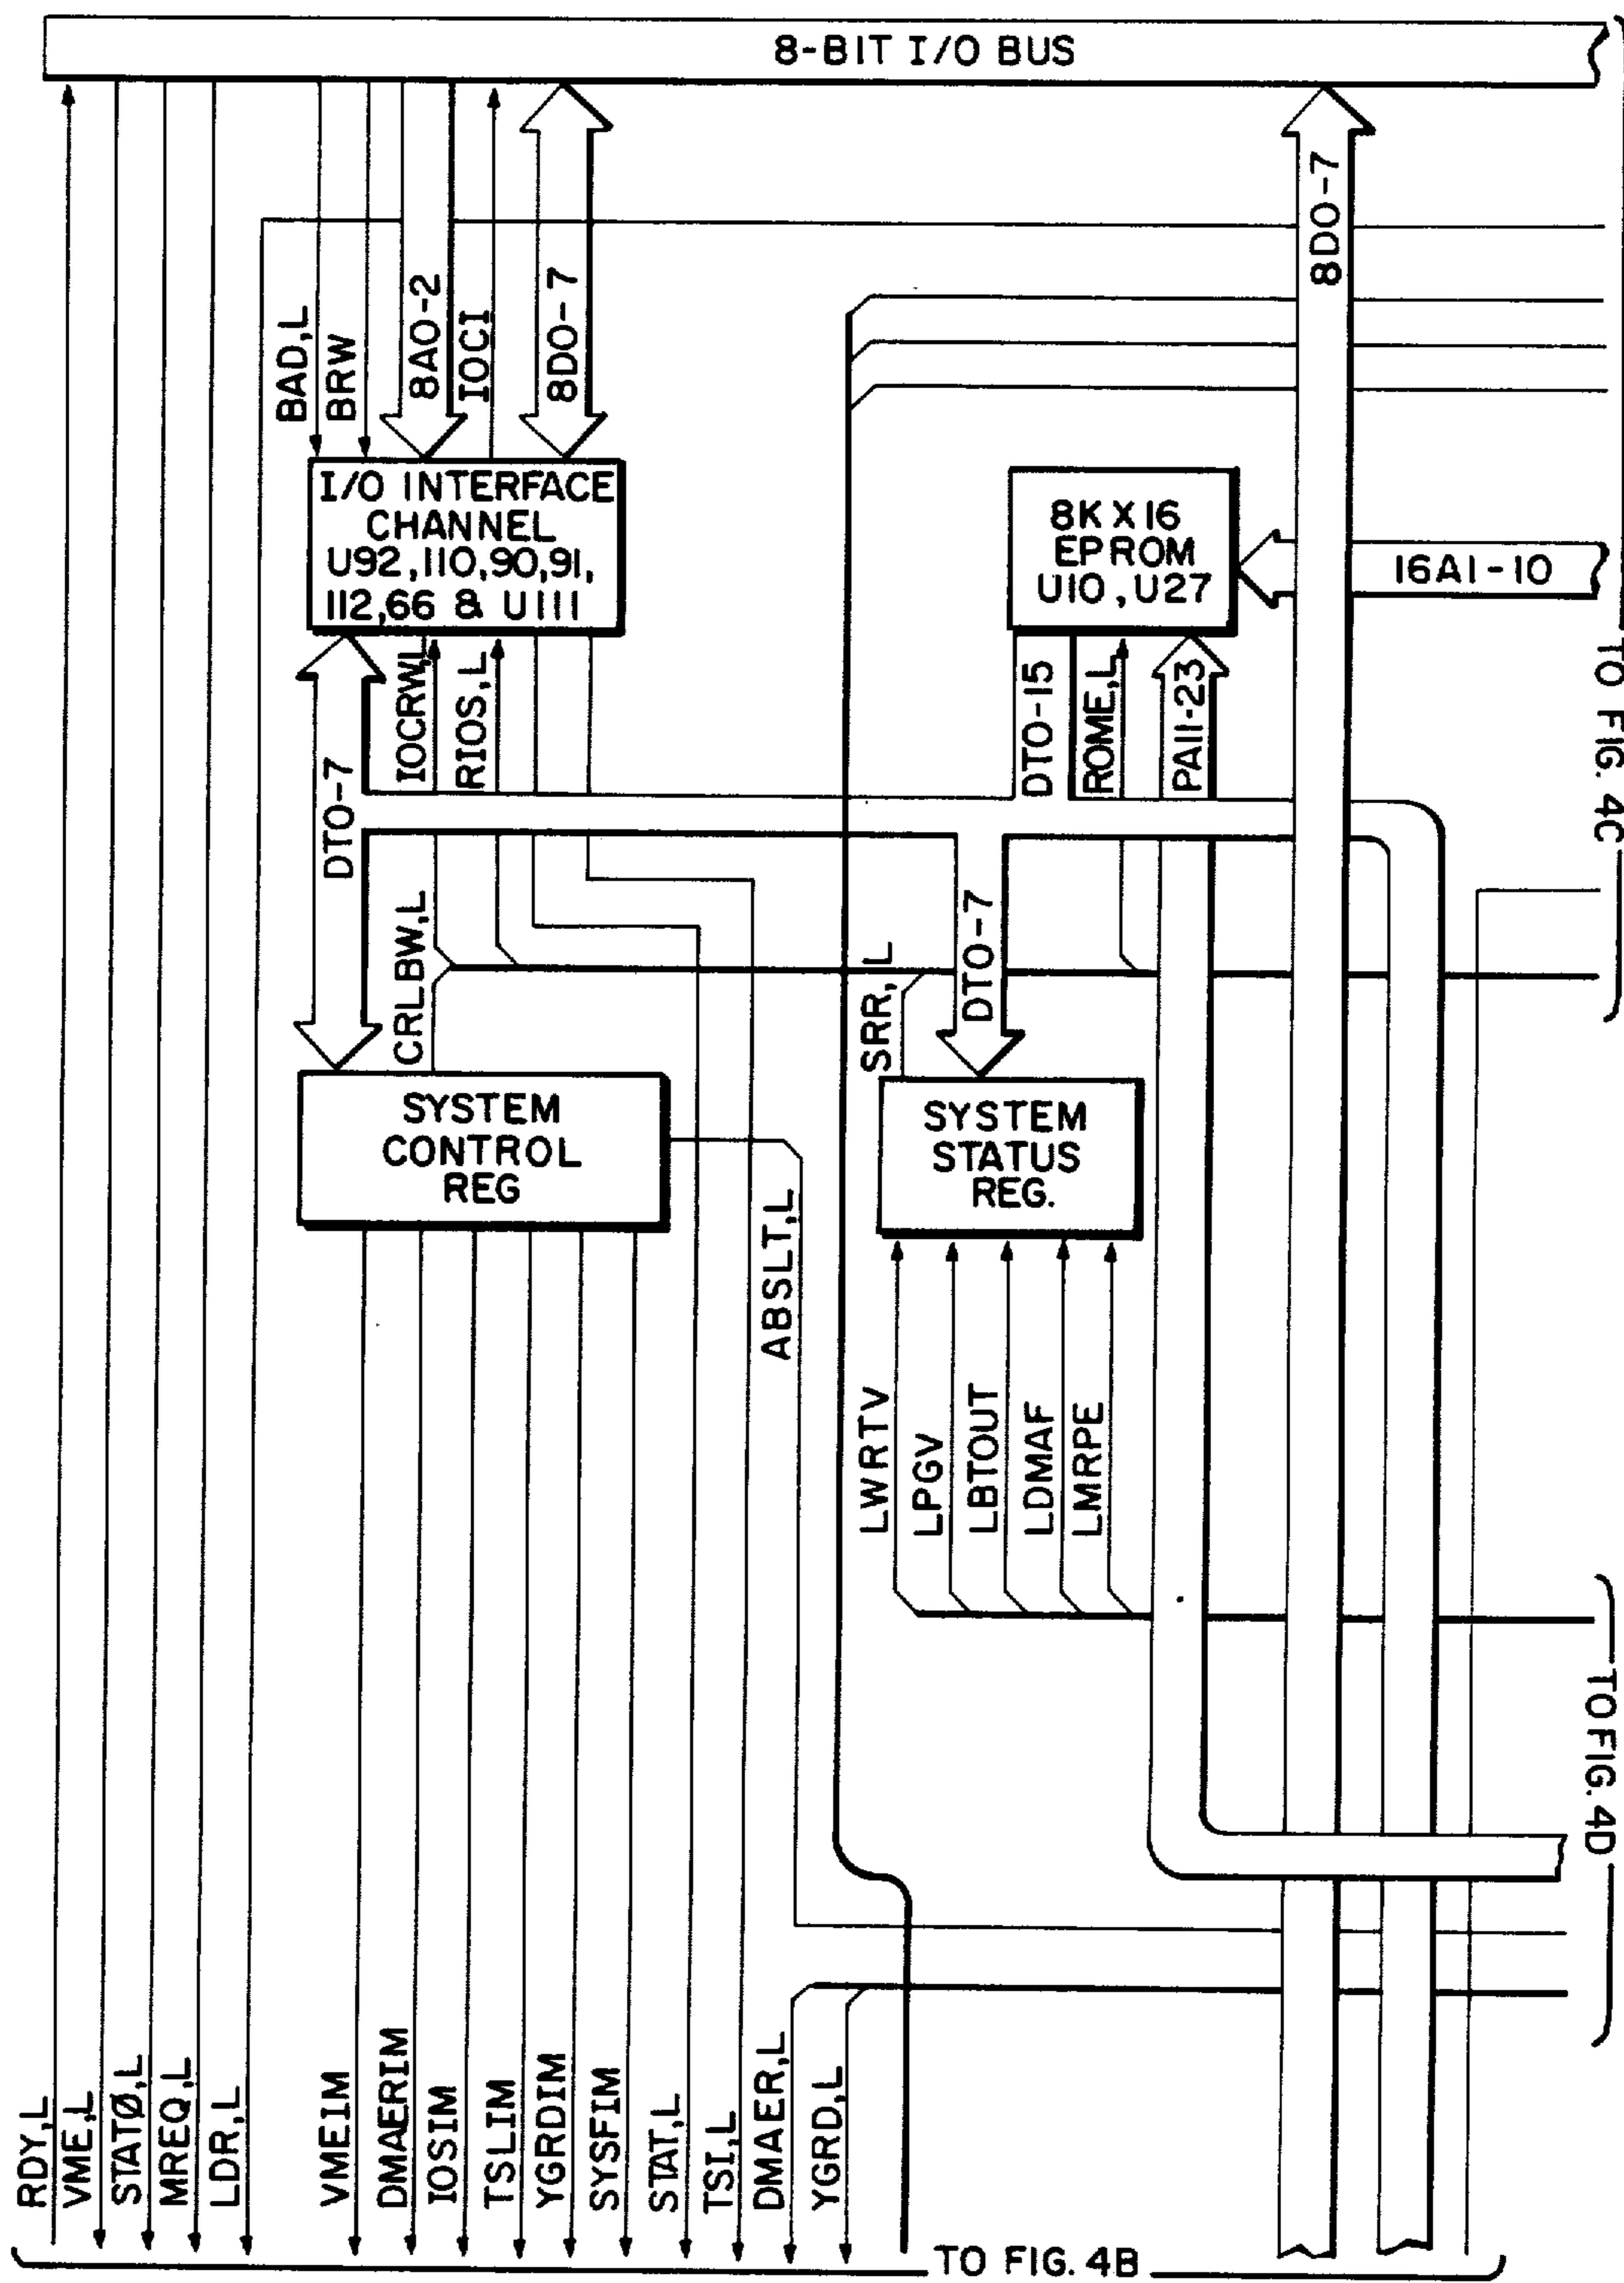 8-BIT I/O BUS
BAD,L
BRW
8A0-2
IOCI
8D0-7
8D0-7
I/O INTERFACE
CHANNEL
U92,110,90,91,
112,66 & U111
8K X 16
EPROM
U10,U27
16A1-10
TO FIG. 4C
DT0-7
IOCRW,L
RIOS,L
DT0-15
ROME,L
PA11-23
CRLBW,L
SRR,L
DT0-7
SYSTEM
CONTROL
REG
SYSTEM
STATUS
REG.
ABSLT,L
LWRTV
LPGV
LBTOUT
LDMAF
LMRPE
TO FIG. 4D
RDY,L
VME,L
STATØ,L
MREQ,L
LDR,L
VMEIM
DMAERIM
IOSIM
TSLIM
YGRDIM
SYSFIM
STAT,L
TSI,L
DMAER,L
YGRD,L
TO FIG. 4B